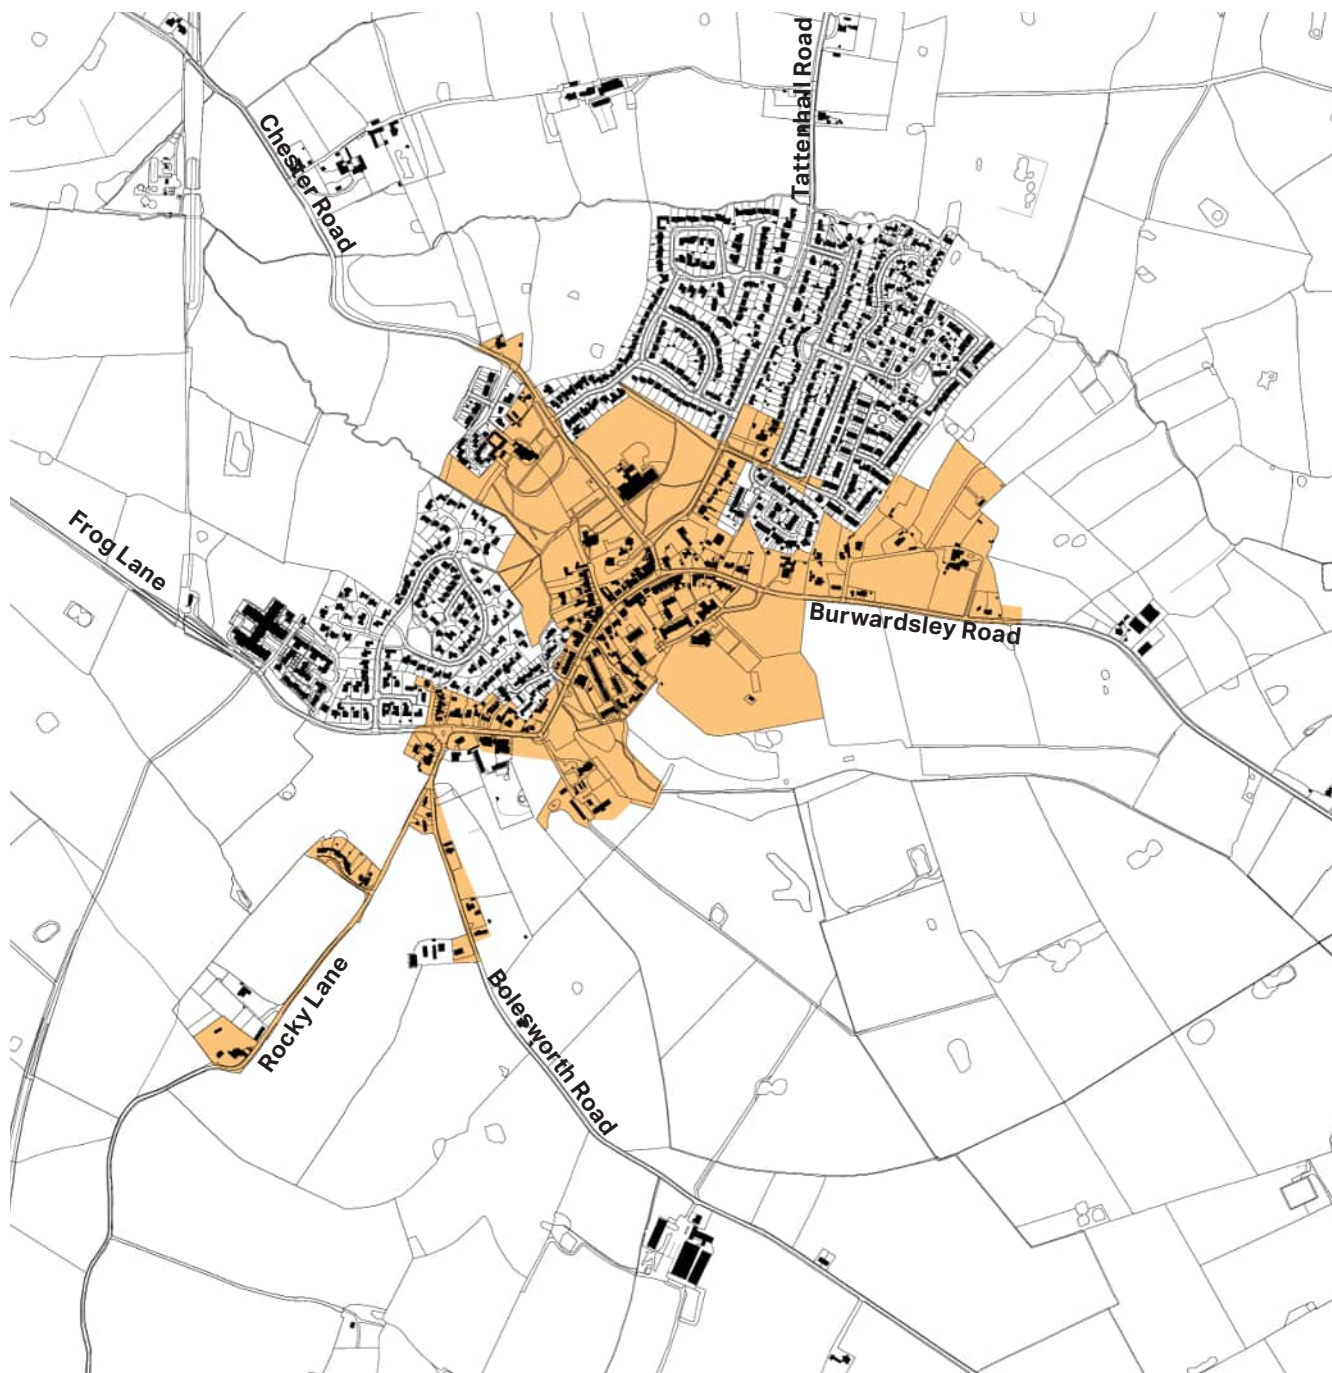 Tattenhall Road
Chester Road
Frog Lane
Burwardsley Road
Rocky Lane
Bolesworth Road